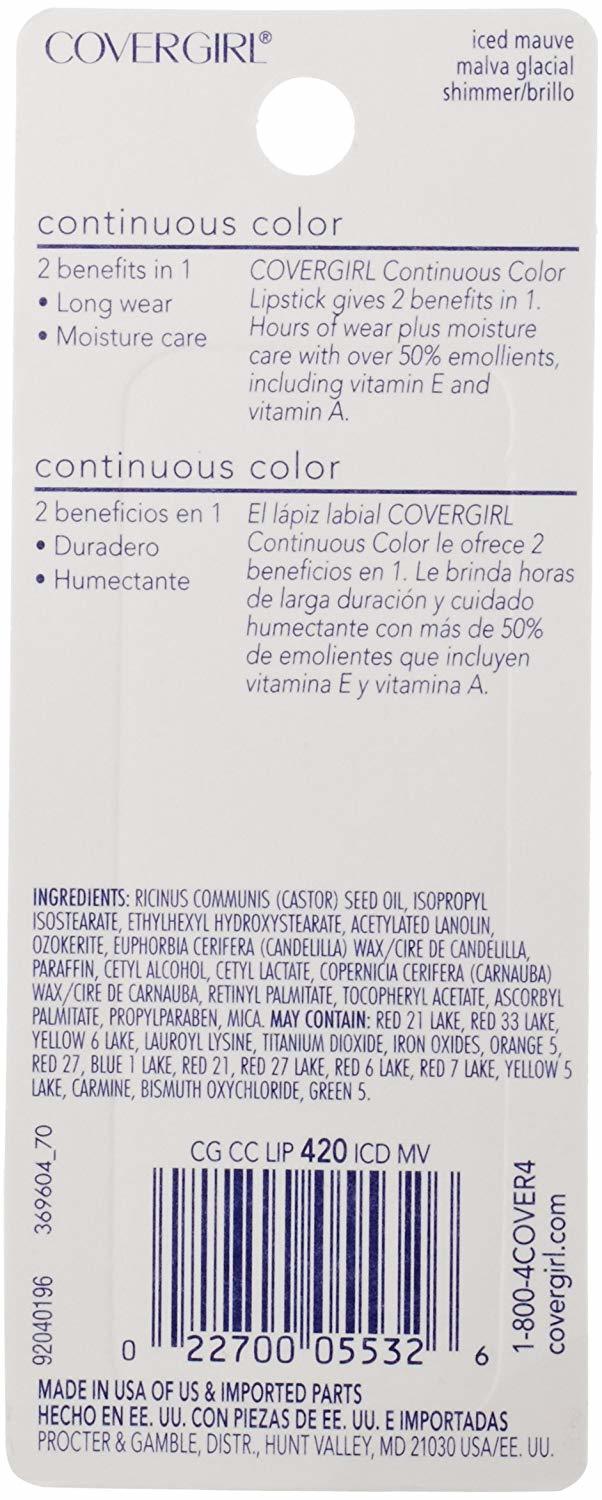 COVERGIRL®
iced mauve
malva glacial
shimmer/brillo
continuous color
2 benefits in 1
• Long wear
• Moisture care
COVERGIRL Continuous Color
Lipstick gives 2 benefits in 1.
Hours of wear plus moisture
care with over 50% emollients,
including vitamin E and
vitamin A.
continuous color
2 beneficios en 1
• Duradero
• Humectante
El lápiz labial COVERGIRL
Continuous Color le ofrece 2
beneficios en 1. Le brinda horas
de larga duración y cuidado
humectante con más de 50%
de emolientes que incluyen
vitamina E y vitamina A.
INGREDIENTS: RICINUS COMMUNIS (CASTOR) SEED OIL, ISOPROPYL
ISOSTEARATE, ETHYLHEXYL HYDROXYSTEARATE, ACETYLATED LANOLIN,
OZOKERITE, EUPHORBIA CERIFERA (CANDELILLA) WAX/CIRE DE CANDELILLA,
PARAFFIN, CETYL ALCOHOL, CETYL LACTATE, COPERNICIA CERIFERA (CARNAUBA)
WAX/CIRE DE CARNAUBA, RETINYL PALMITATE, TOCOPHERYL ACETATE, ASCORBYL
PALMITATE, PROPYLPARABEN, MICA. MAY CONTAIN: RED 21 LAKE, RED 33 LAKE,
YELLOW 6 LAKE, LAUROYL LYSINE, TITANIUM DIOXIDE, IRON OXIDES, ORANGE 5,
RED 27, BLUE 1 LAKE, RED 21, RED 27 LAKE, RED 6 LAKE, RED 7 LAKE, YELLOW 5
LAKE, CARMINE, BISMUTH OXYCHLORIDE, GREEN 5.
92040196 369604_70
CG CC LIP 420 ICD MV
0 22700 05532 6
1-800-4COVER4
covergirl.com
MADE IN USA OF US & IMPORTED PARTS
HECHO EN EE. UU. CON PIEZAS DE EE. UU. E IMPORTADAS
PROCTER & GAMBLE, DISTR., HUNT VALLEY, MD 21030 USA/EE. UU.